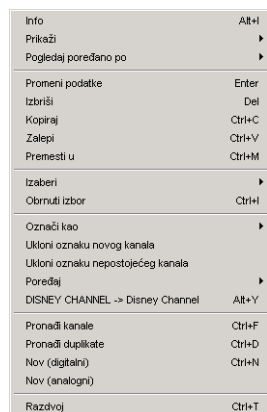 Info Alt+I
Prikaži
Pogledaj poređano po
Promeni podatke Enter
Izbriši Del
Kopiraj Ctrl+C
Zalepi Ctrl+V
Premesti u Ctrl+M
Izaberi
Obrnuti izbor Ctrl+I
Označi kao
Ukloni oznaku novog kanala
Ukloni oznaku nepostojećeg kanala
Poređaj
DISNEY CHANNEL -> Disney Channel Alt+Y
Pronađi kanale Ctrl+F
Pronađi duplikate Ctrl+D
Nov (digitalni) Ctrl+N
Nov (analogni)
Razdvoj Ctrl+T